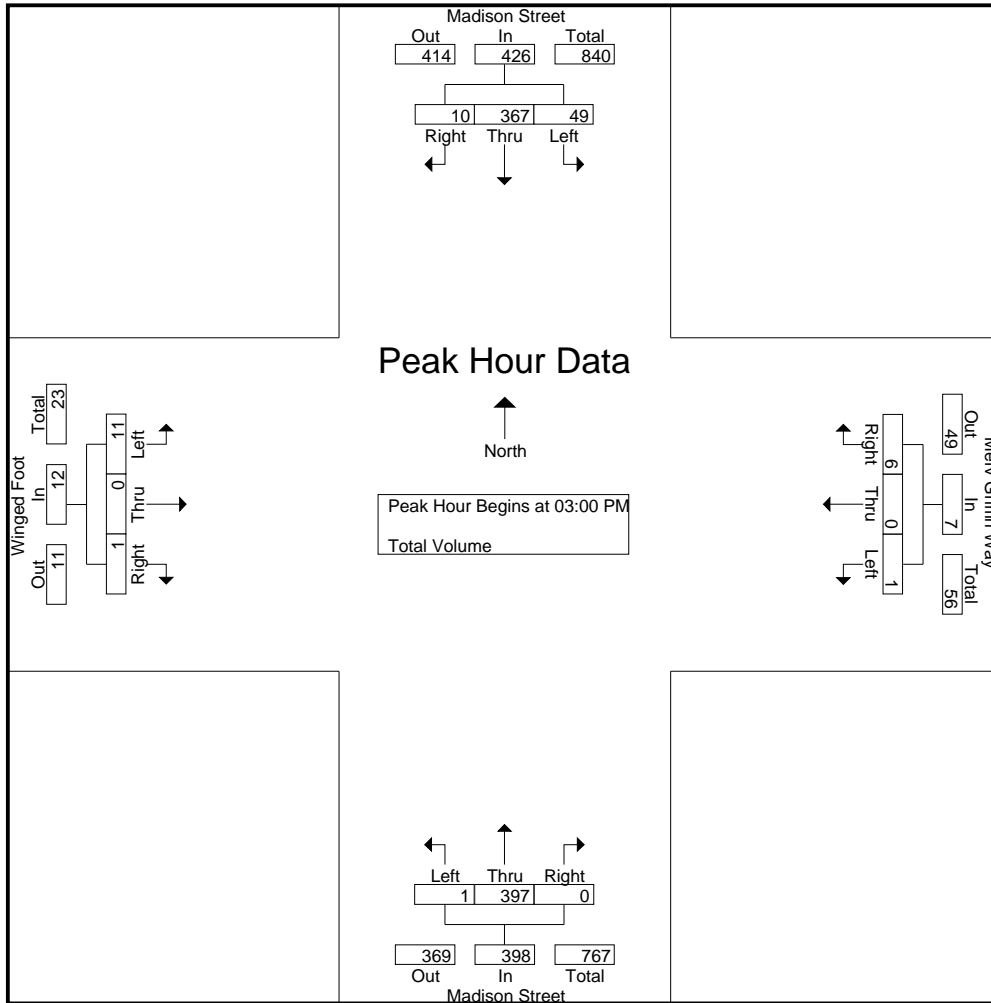 Madison Street
Out In Total
414 426 840
10 367 49
Right Thru Left
Peak Hour Data
North
Peak Hour Begins at 03:00 PM
Total Volume
Winged Foot
Total In Out
23 12 11
11 0 1
Left Thru Right
Right Thru Left
6 0 1
Out In Total
49 7 56
Merv Griffin Way
Left Thru Right
1 397 0
369 398 767
Out In Total
Madison Street